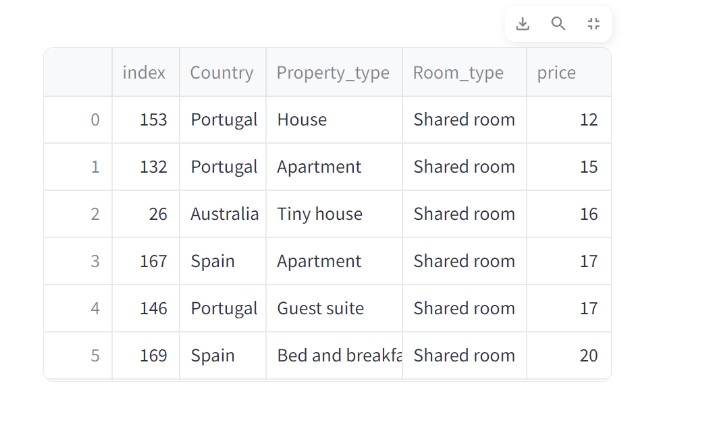 index Country Property_type Room_type price
0 153 Portugal House Shared room 12
1 132 Portugal Apartment Shared room 15
2 26 Australia Tiny house Shared room 16
3 167 Spain Apartment Shared room 17
4 146 Portugal Guest suite Shared room 17
5 169 Spain Bed and breakfa Shared room 20